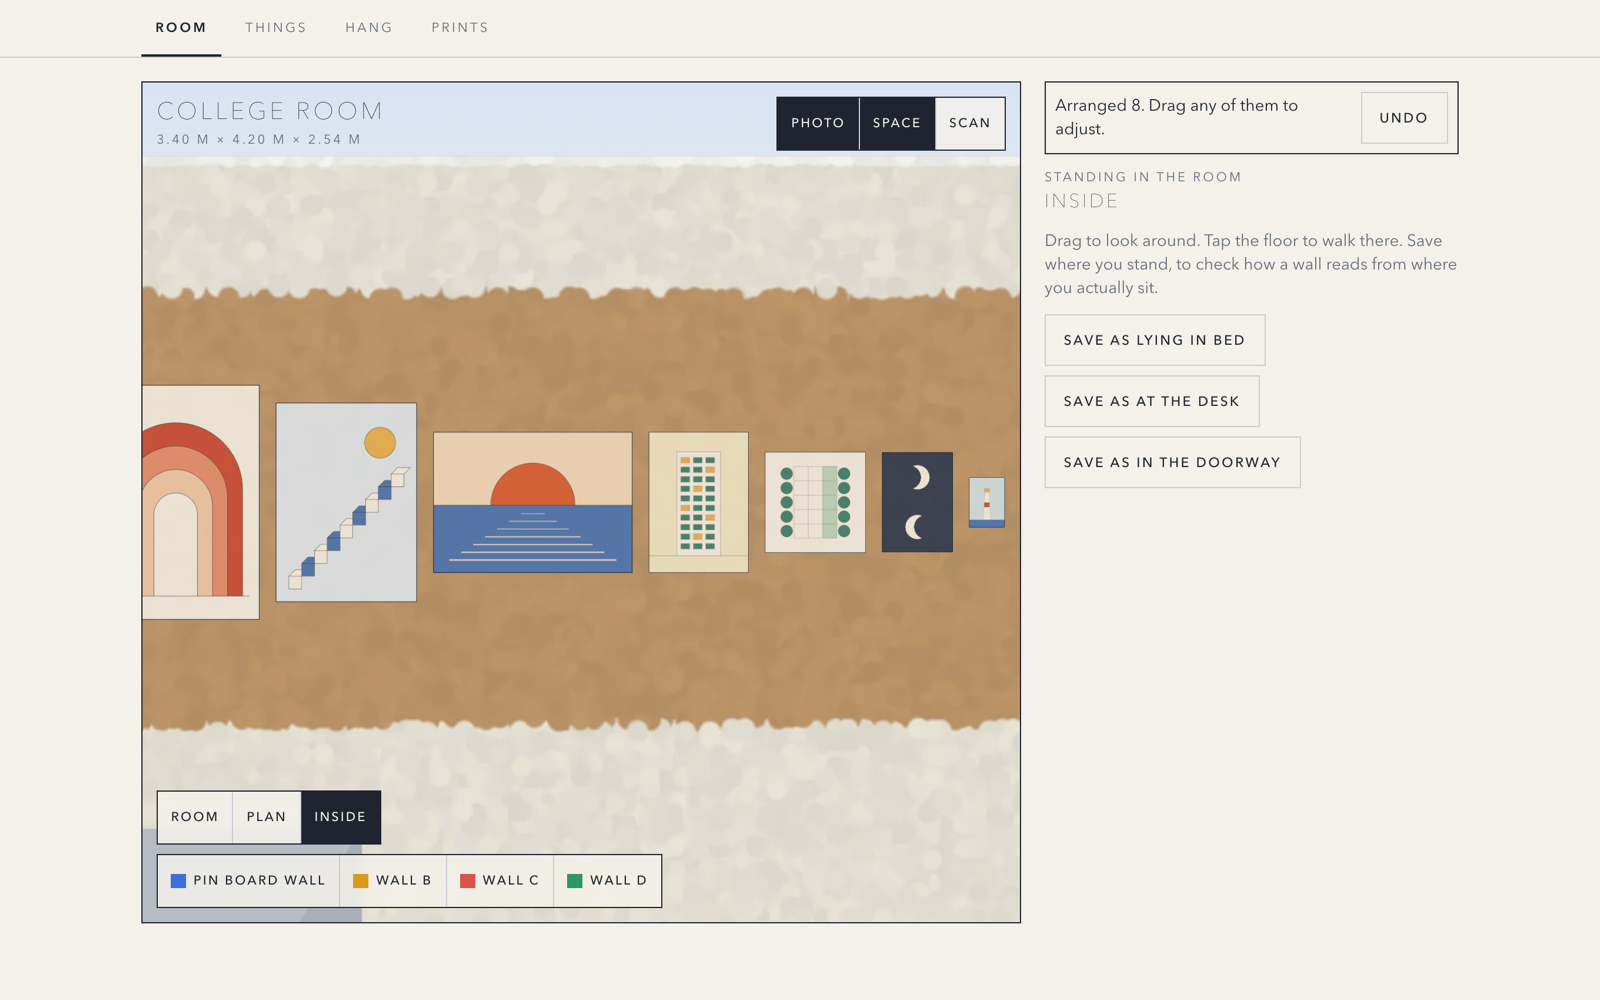 ROOM THINGS HANG PRINTS
COLLEGE ROOM
3.40 M × 4.20 M × 2.54 M
PHOTO SPACE SCAN
ROOM PLAN INSIDE
PIN BOARD WALL WALL B WALL C WALL D
Arranged 8. Drag any of them to
adjust.
UNDO
STANDING IN THE ROOM
INSIDE
Drag to look around. Tap the floor to walk there. Save
where you stand, to check how a wall reads from where
you actually sit.
SAVE AS LYING IN BED
SAVE AS AT THE DESK
SAVE AS IN THE DOORWAY